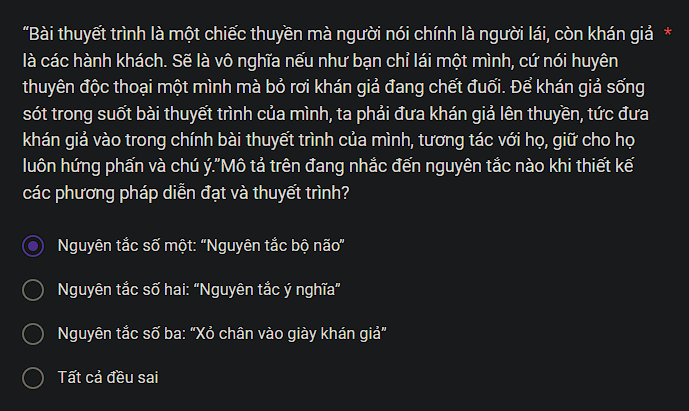 “Bài thuyết trình là một chiếc thuyền mà người nói chính là người lái, còn khán giả *
là các hành khách. Sẽ là vô nghĩa nếu như bạn chỉ lái một mình, cứ nói huyên
thuyên độc thoại một mình mà bỏ rơi khán giả đang chết đuối. Để khán giả sống
sót trong suốt bài thuyết trình của mình, ta phải đưa khán giả lên thuyền, tức đưa
khán giả vào trong chính bài thuyết trình của mình, tương tác với họ, giữ cho họ
luôn hứng phấn và chú ý.”Mô tả trên đang nhắc đến nguyên tắc nào khi thiết kế
các phương pháp diễn đạt và thuyết trình?
Nguyên tắc số một: “Nguyên tắc bộ não”
Nguyên tắc số hai: “Nguyên tắc ý nghĩa”
Nguyên tắc số ba: “Xỏ chân vào giày khán giả”
Tất cả đều sai